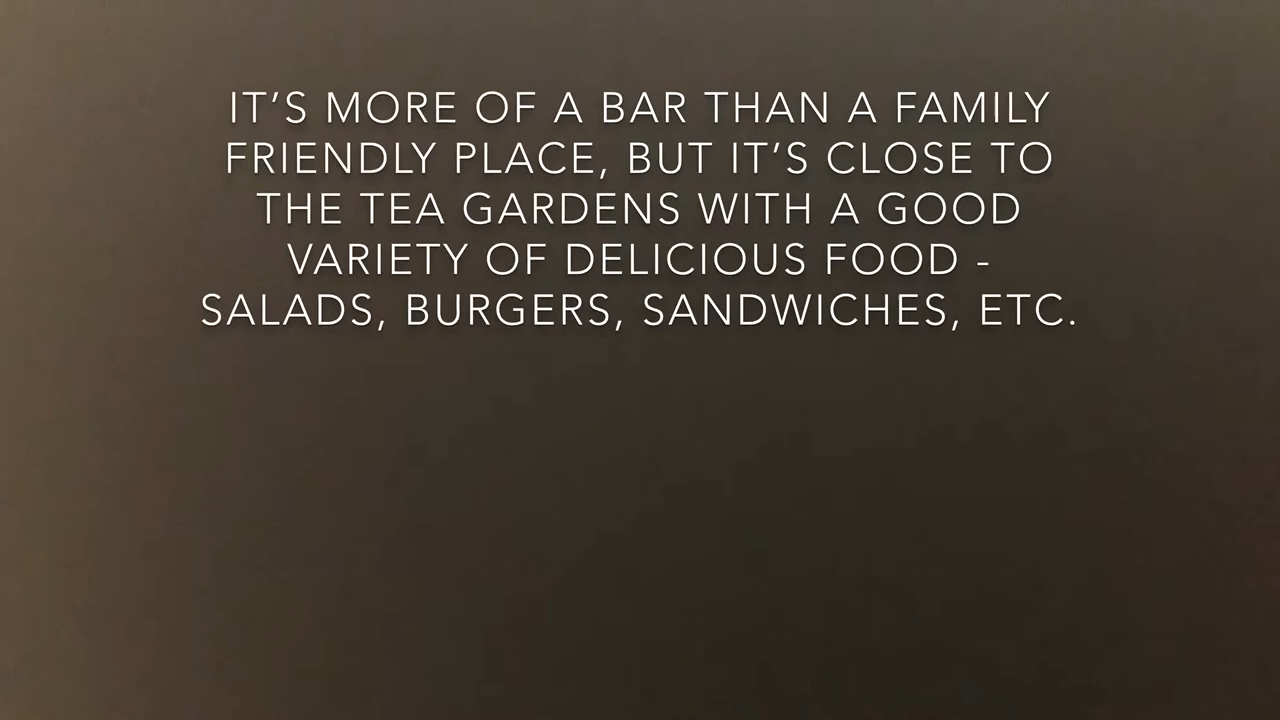 IT’S MORE OF A BAR THAN A FAMILY
FRIENDLY PLACE, BUT IT’S CLOSE TO
THE TEA GARDENS WITH A GOOD
VARIETY OF DELICIOUS FOOD -
SALADS, BURGERS, SANDWICHES, ETC.